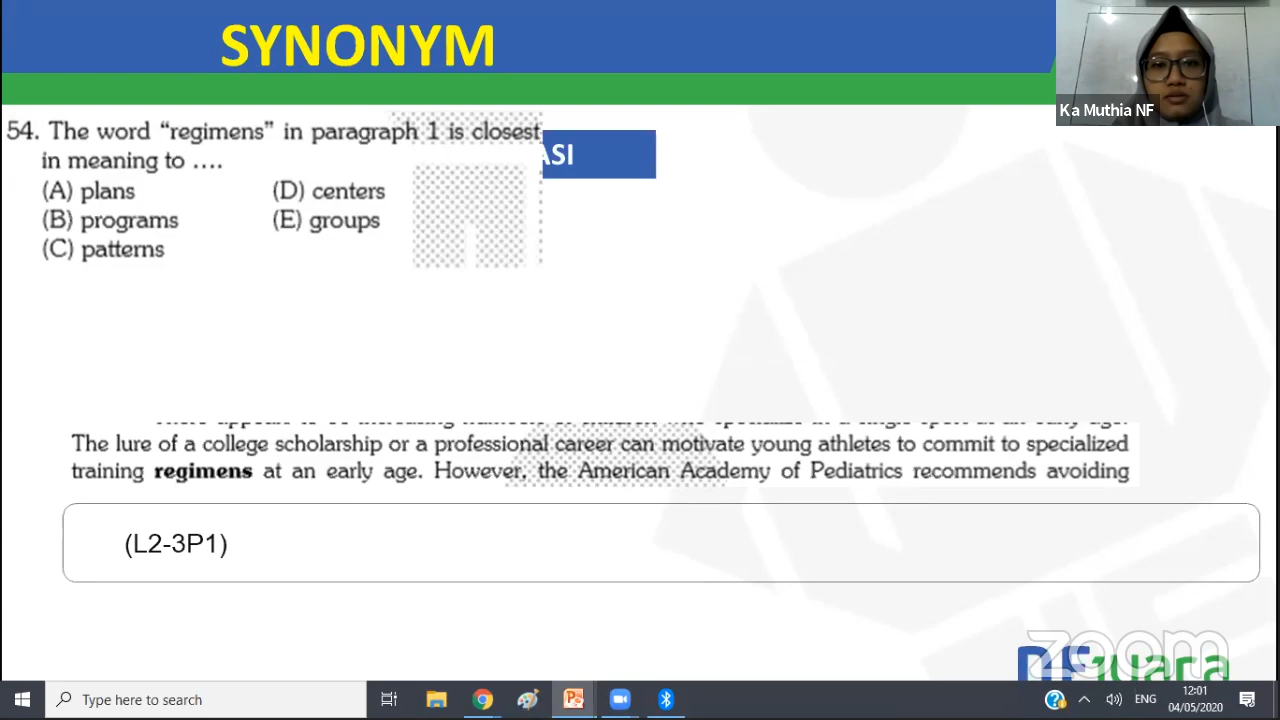 SYNONYM
Ka Muthia NF
54. The word “regimens” in paragraph 1 is closest
in meaning to ....
ASI
(A) plans (D) centers
(B) programs (E) groups
(C) patterns
The lure of a college scholarship or a professional career can motivate young athletes to commit to specialized
training regimens at an early age. However, the American Academy of Pediatrics recommends avoiding
(L2-3P1)
zoom
Type here to search
ENG
12:01
04/05/2020